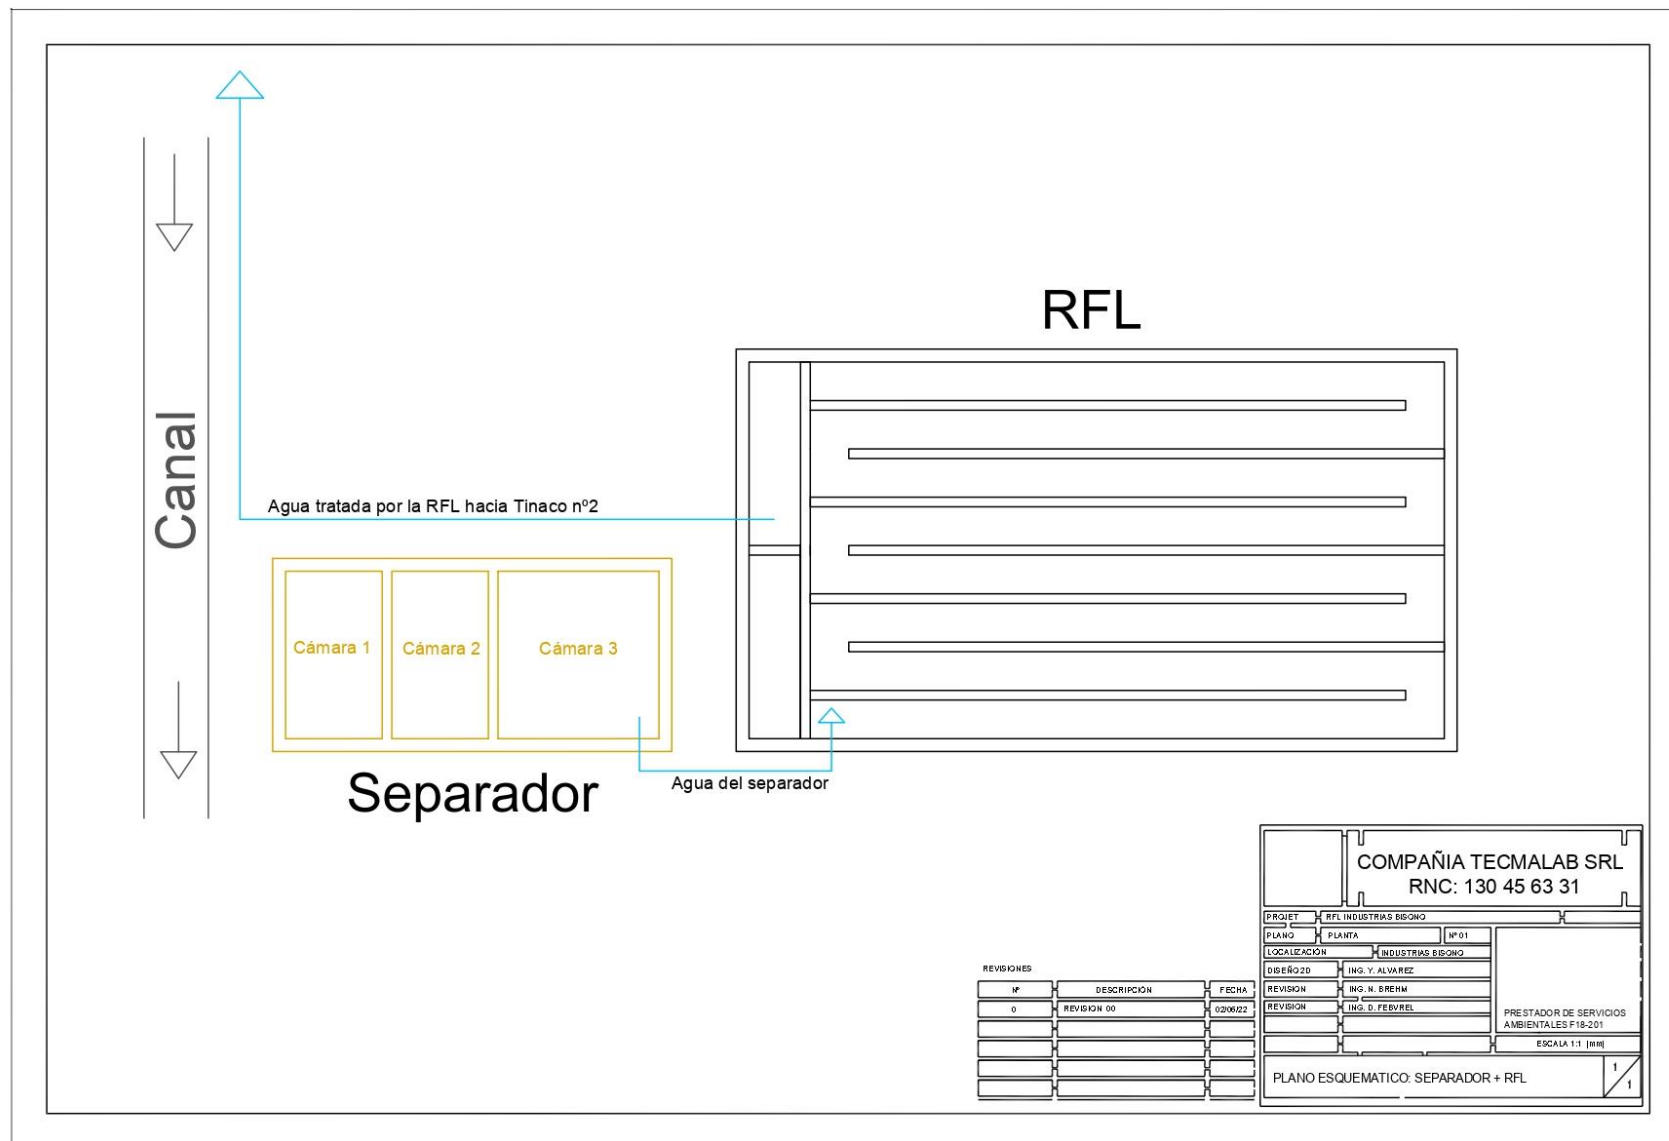 RFL
Canal
Agua tratada por la RFL hacia Tinaco nº2
Cámara 1
Cámara 2
Cámara 3
Separador
Agua del separador
COMPAÑIA TECMALAB SRL
RNC: 130 45 63 31
PROJET RFL INDUSTRIAS BISONO
PLANO PLANTA Nº 01
LOCALIZACIÓN INDUSTRIAS BISONO
DISEÑO 2D ING. Y. ALVAREZ
REVISION ING. N. BREHM
REVISION ING. D. FEBVREL
PRESTADOR DE SERVICIOS
AMBIENTALES F18-201
ESCALA 1:1 [mm]
PLANO ESQUEMATICO: SEPARADOR + RFL
1
1
REVISIONES
Nº DESCRIPCIÓN FECHA
0 REVISION 00 02/06/22